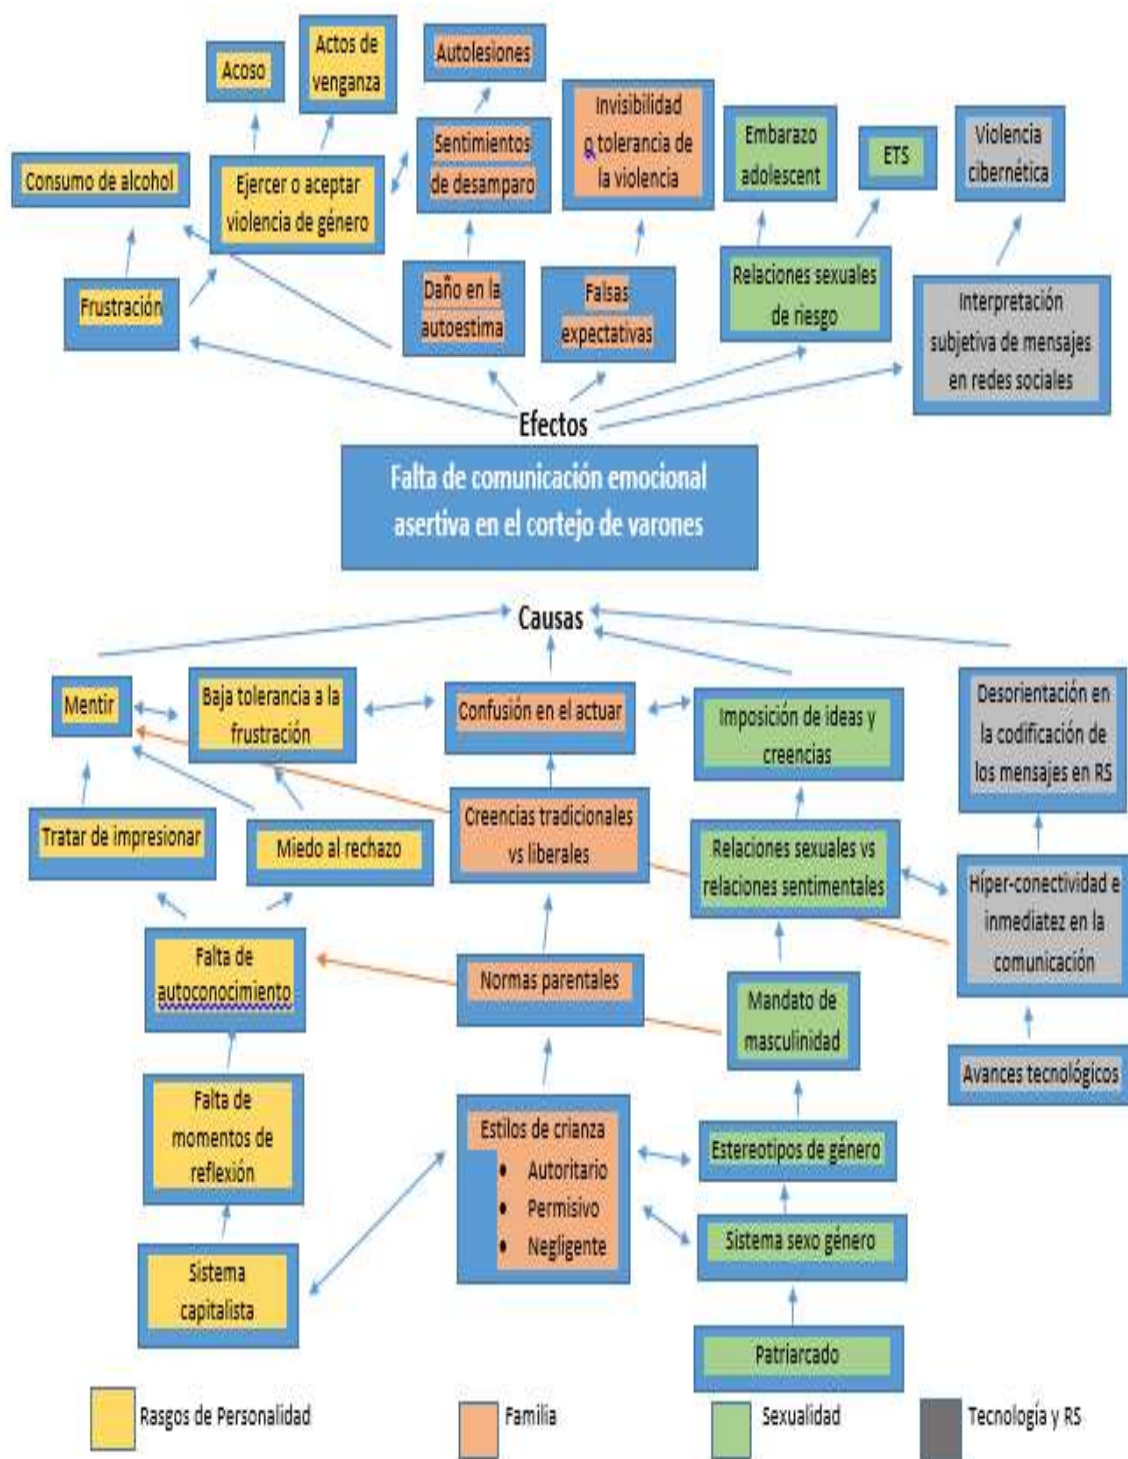 Acoso
Actos de
venganza
Autolesiones
Invisibilidad
o tolerancia de
la violencia
Embarazo
adolescent
ETS
Violencia
cibernética
Consumo de alcohol
Ejercer o aceptar
violencia de género
Sentimientos
de desamparo
Frustración
Daño en la
autoestima
Falsas
expectativas
Relaciones sexuales
de riesgo
Interpretación
subjetiva de mensajes
en redes sociales
Efectos
Falta de comunicación emocional
asertiva en el cortejo de varones
Causas
Mentir
Baja tolerancia a la
frustración
Confusión en el actuar
Imposición de ideas y
creencias
Desorientación en
la codificación de
los mensajes en RS
Tratar de impresionar
Miedo al rechazo
Creencias tradicionales
vs liberales
Relaciones sexuales vs
relaciones sentimentales
Híper-conectividad e
inmediatez en la
comunicación
Falta de
autoconocimiento
Normas parentales
Mandato de
masculinidad
Avances tecnológicos
Falta de
momentos de
reflexión
Estilos de crianza
• Autoritario
• Permisivo
• Negligente
Estereotipos de género
Sistema sexo género
Sistema
capitalista
Patriarcado
Rasgos de Personalidad
Familia
Sexualidad
Tecnología y RS